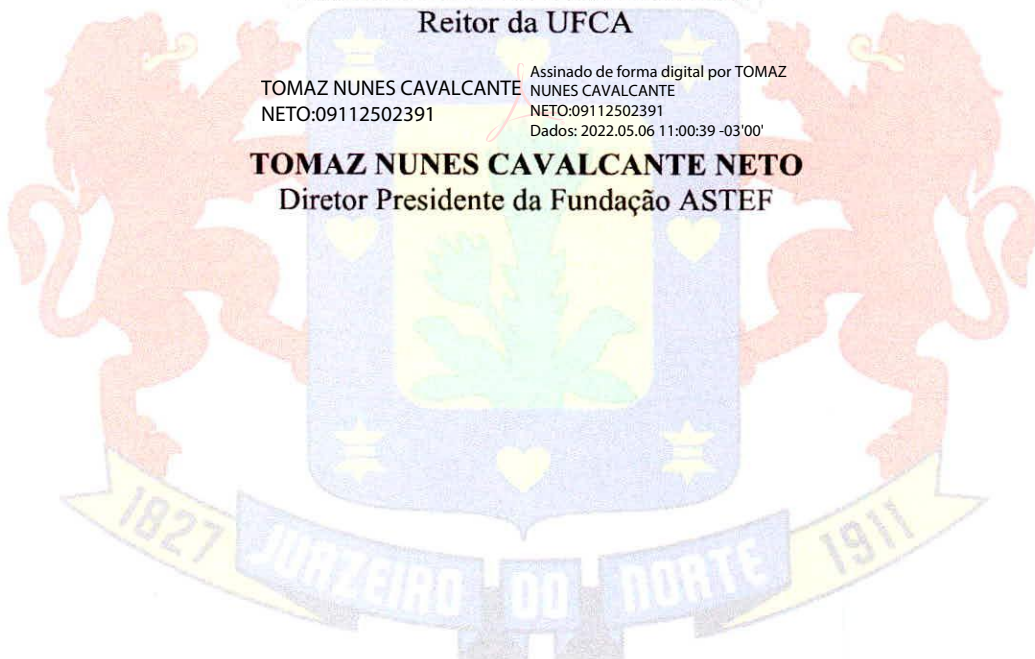 Reitor da UFCA
TOMAZ NUNES CAVALCANTE
NETO:09112502391
Assinado de forma digital por TOMAZ
NUNES CAVALCANTE
NETO:09112502391
Dados: 2022.05.06 11:00:39 -03'00'
TOMAZ NUNES CAVALCANTE NETO
Diretor Presidente da Fundação ASTEF
1827
JUAZEIRO DO NORTE
1911